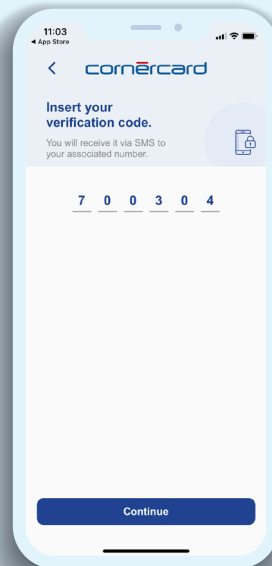 11:03
◀ App Store
cornèrcard
Insert your
verification code.
You will receive it via SMS to
your associated number.
7 0 0 3 0 4
Continue